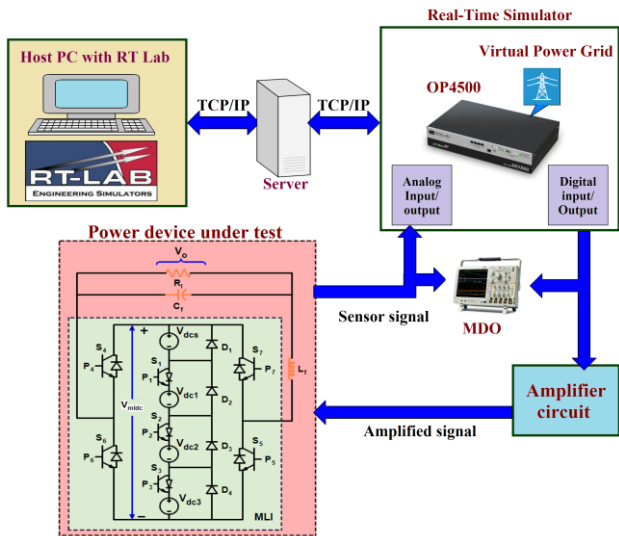 Real-Time Simulator
Host PC with RT Lab
RT-LAB
ENGINEERING SIMULATORS
TCP/IP
TCP/IP
Server
Virtual Power Grid
OP4500
Analog
Input/
output
Digital
input/
Output
Power device under test
Sensor signal
MDO
Amplifier
circuit
Amplified signal
Vo
Rl
Cf
Lf
+
−
Vmldc
S4
P4
S6
P6
Vdcs
S1
P1
Vdc1
S2
P2
Vdc2
S3
P3
Vdc3
D1
D2
D3
D4
S7
P7
S5
P5
MLI